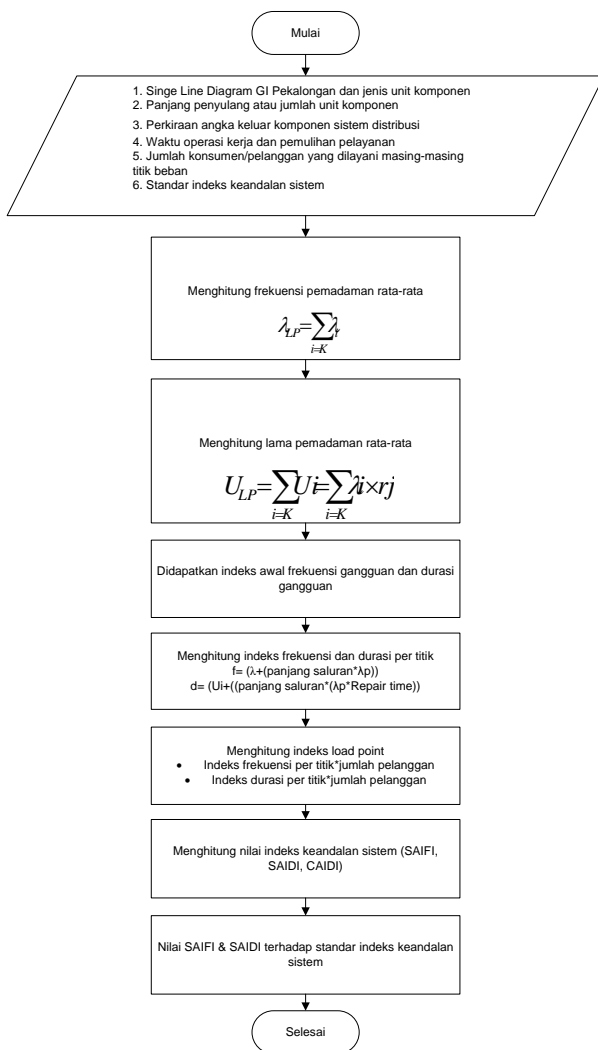 Mulai
1. Singe Line Diagram GI Pekalongan dan jenis unit komponen
2. Panjang penyulang atau jumlah unit komponen
3. Perkiraan angka keluar komponen sistem distribusi
4. Waktu operasi kerja dan pemulihan pelayanan
5. Jumlah konsumen/pelanggan yang dilayani masing-masing
titik beban
6. Standar indeks keandalan sistem
Menghitung frekuensi pemadaman rata-rata
λLP=∑i=K λi
Menghitung lama pemadaman rata-rata
ULP=∑i=K Ui=∑i=K λi×rj
Didapatkan indeks awal frekuensi gangguan dan durasi
gangguan
Menghitung indeks frekuensi dan durasi per titik
f= (λ+(panjang saluran*λp))
d= (Ui+((panjang saluran*(λp*Repair time))
Menghitung indeks load point
• Indeks frekuensi per titik*jumlah pelanggan
• Indeks durasi per titik*jumlah pelanggan
Menghitung nilai indeks keandalan sistem (SAIFI,
SAIDI, CAIDI)
Nilai SAIFI & SAIDI terhadap standar indeks keandalan
sistem
Selesai